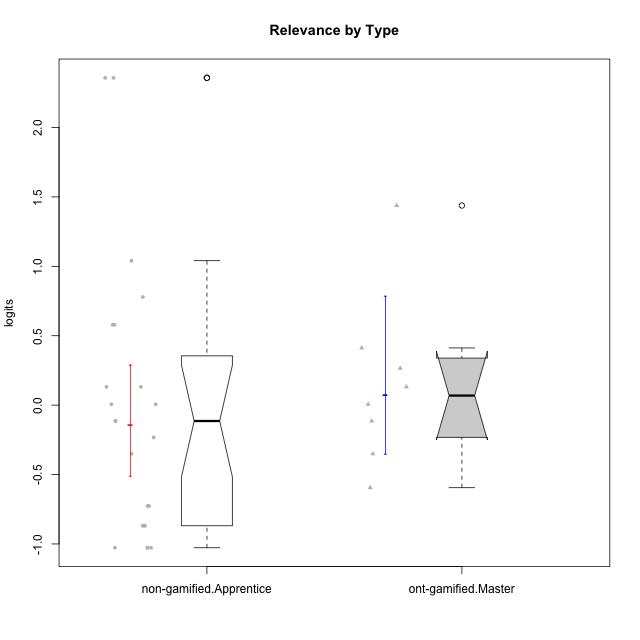 Relevance by Type
logits
2.0
1.5
1.0
0.5
0.0
-0.5
-1.0
non-gamified.Apprentice
ont-gamified.Master